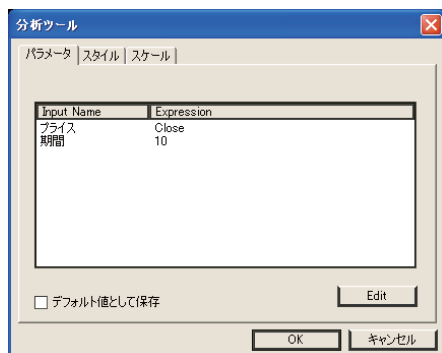 分析ツール
パラメータ スタイル スケール
Input Name Expression
プライス Close
期間 10
デフォルト値として保存 Edit
OK キャンセル